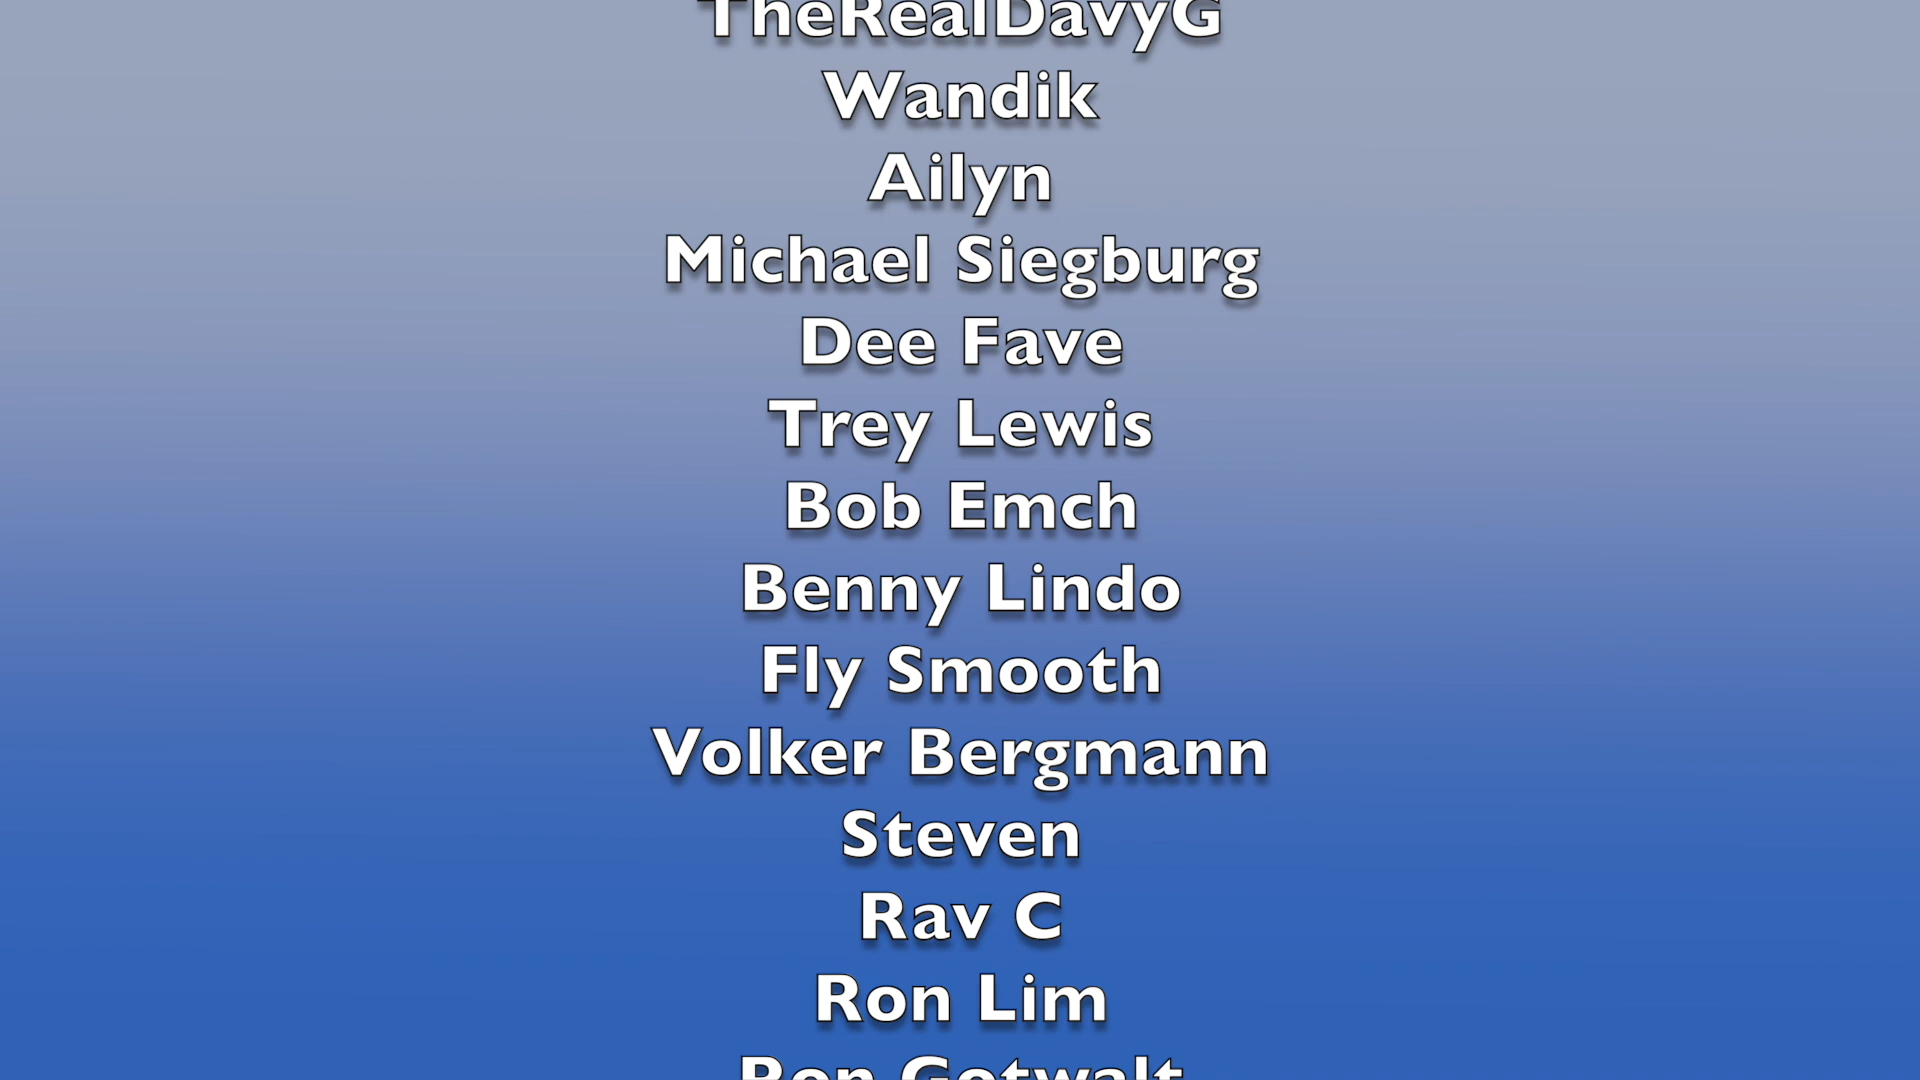 TheRealDavyG
Wandik
Ailyn
Michael Siegburg
Dee Fave
Trey Lewis
Bob Emch
Benny Lindo
Fly Smooth
Volker Bergmann
Steven
Rav C
Ron Lim
Gotwalt